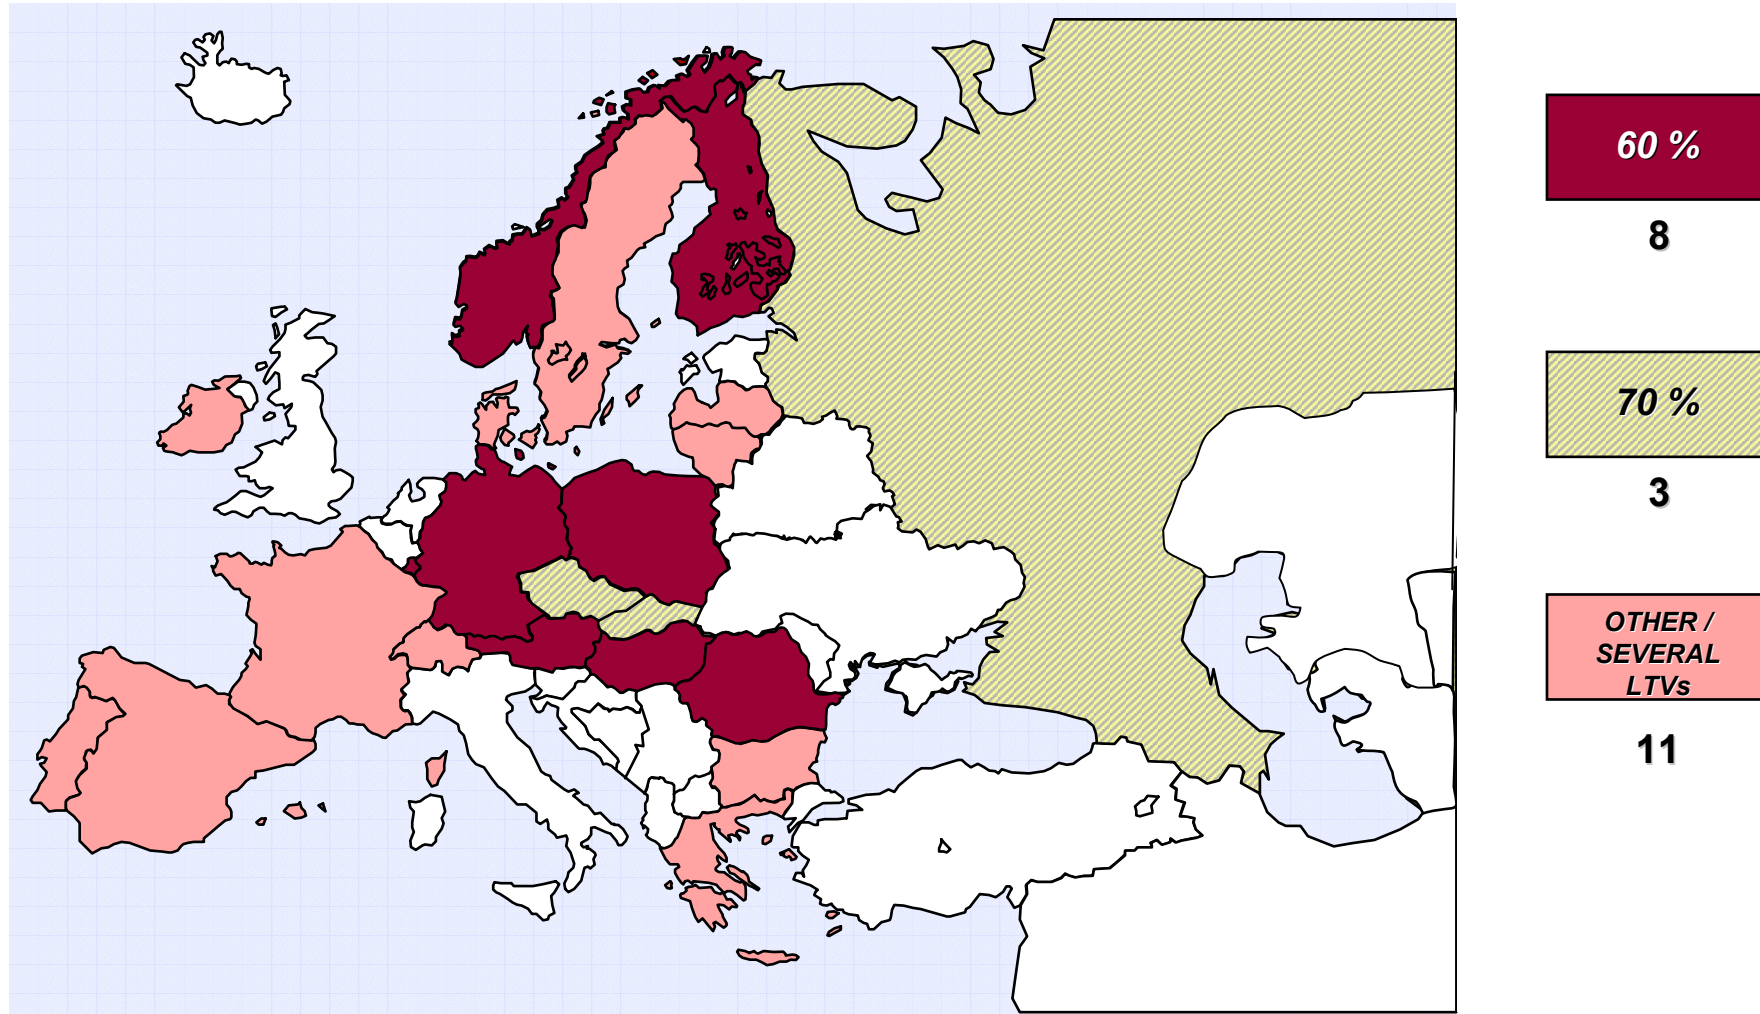 60 %
8
70 %
3
OTHER /
SEVERAL
LTVs
11